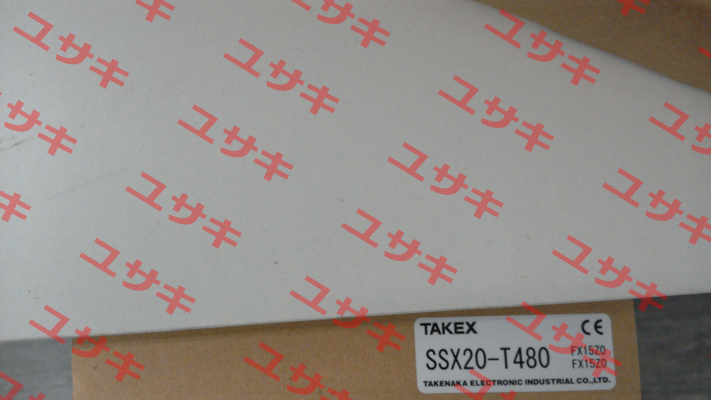 TAKEX CE
SSX20-T480 FX15Z0
FX15Z0
TAKENAKA ELECTRONIC INDUSTRIAL CO.,LTD.
ユサキ